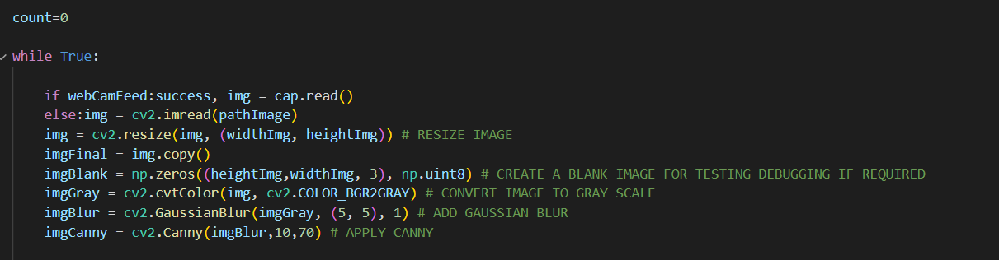 count=0
while True:
if webCamFeed:success, img = cap.read()
else:img = cv2.imread(pathImage)
img = cv2.resize(img, (widthImg, heightImg)) # RESIZE IMAGE
imgFinal = img.copy()
imgBlank = np.zeros((heightImg,widthImg, 3), np.uint8) # CREATE A BLANK IMAGE FOR TESTING DEBUGGING IF REQUIRED
imgGray = cv2.cvtColor(img, cv2.COLOR_BGR2GRAY) # CONVERT IMAGE TO GRAY SCALE
imgBlur = cv2.GaussianBlur(imgGray, (5, 5), 1) # ADD GAUSSIAN BLUR
imgCanny = cv2.Canny(imgBlur,10,70) # APPLY CANNY